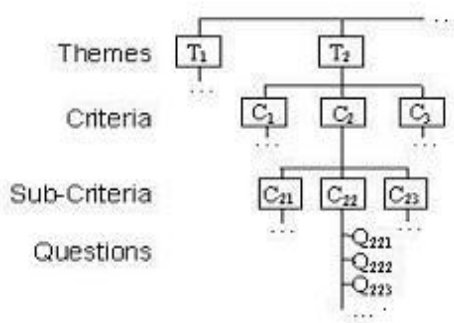 ...
Themes T₁ T₂
... 
Criteria C₁ C₂ C₃
... ...
Sub-Criteria C₂₁ C₂₂ C₂₃
... ...
Questions Q₂₂₁
Q₂₂₂
Q₂₂₃
...